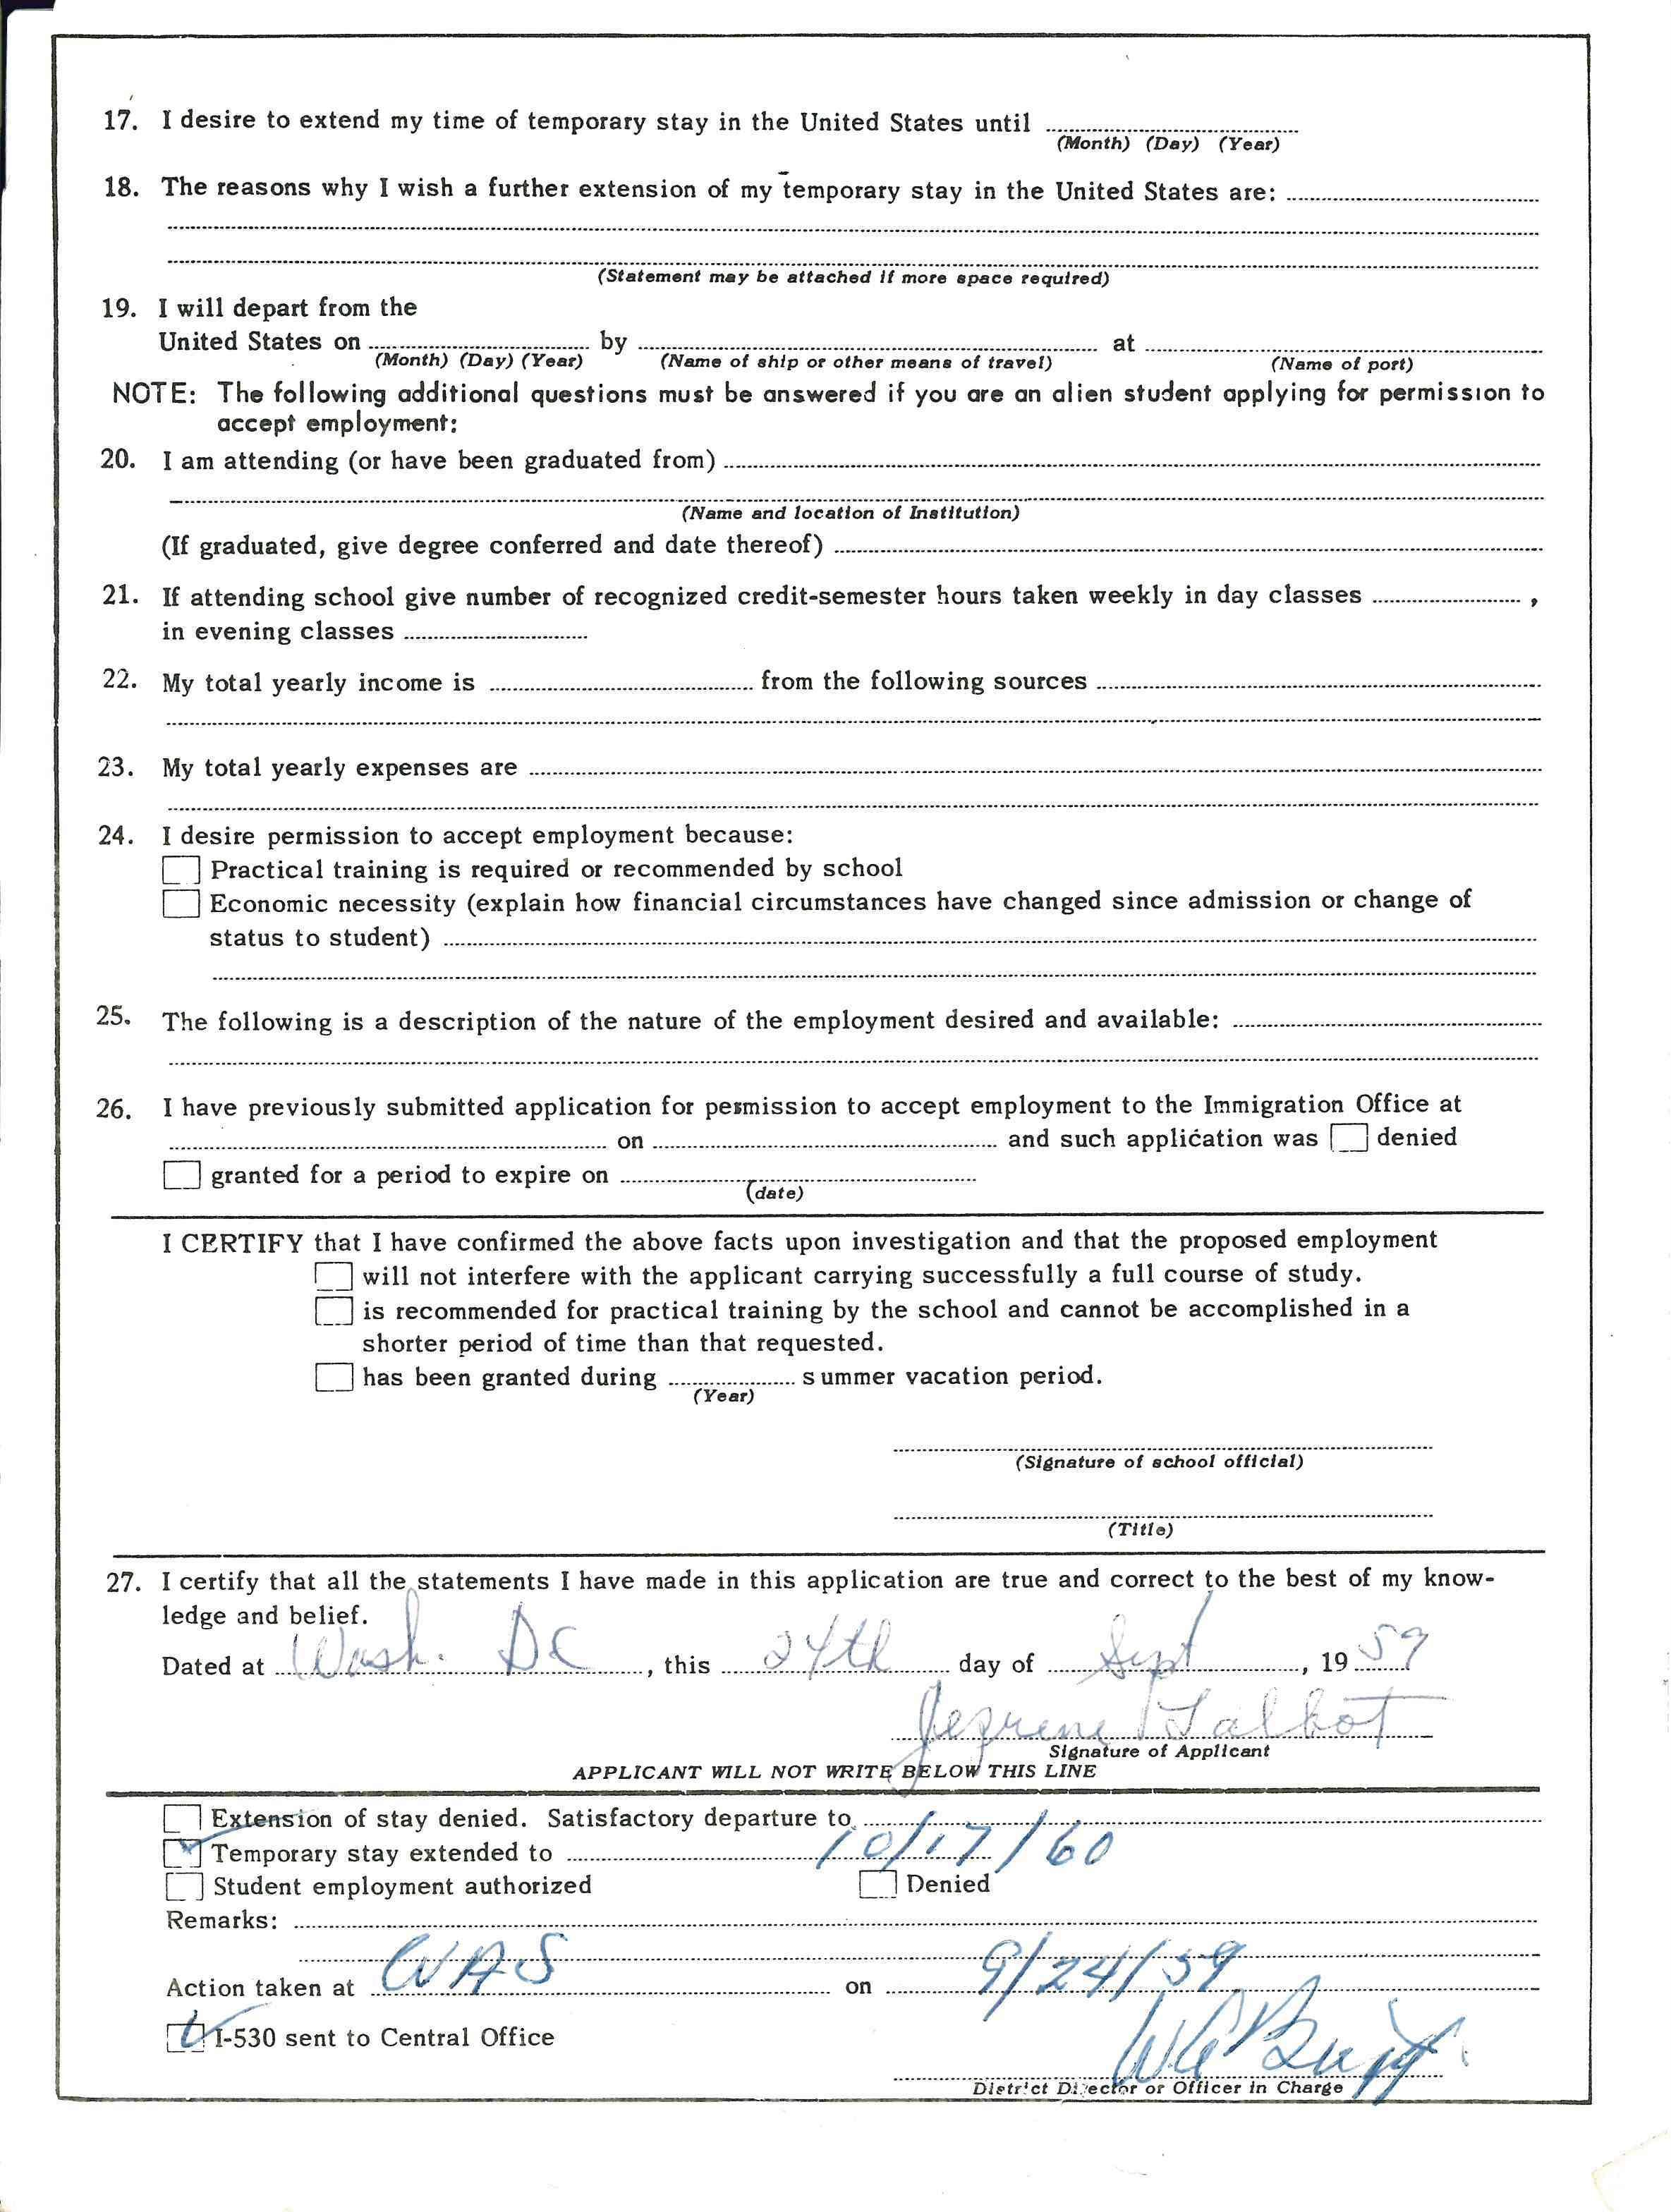 17. I desire to extend my time of temporary stay in the United States until
(Month) (Day) (Year)
18. The reasons why I wish a further extension of my temporary stay in the United States are:
(Statement may be attached if more space required)
19. I will depart from the
United States on by at
(Month) (Day) (Year) (Name of ship or other means of travel) (Name of port)
NOTE: The following additional questions must be answered if you are an alien student applying for permission to
accept employment:
20. I am attending (or have been graduated from)
(Name and location of Institution)
(If graduated, give degree conferred and date thereof)
21. If attending school give number of recognized credit-semester hours taken weekly in day classes ,
in evening classes
22. My total yearly income is from the following sources
23. My total yearly expenses are
24. I desire permission to accept employment because:
Practical training is required or recommended by school
Economic necessity (explain how financial circumstances have changed since admission or change of
status to student)
25. The following is a description of the nature of the employment desired and available:
26. I have previously submitted application for permission to accept employment to the Immigration Office at
on and such application was denied
granted for a period to expire on
(date)
I CERTIFY that I have confirmed the above facts upon investigation and that the proposed employment
will not interfere with the applicant carrying successfully a full course of study.
is recommended for practical training by the school and cannot be accomplished in a
shorter period of time than that requested.
has been granted during summer vacation period.
(Year)
(Signature of school official)
(Title)
27. I certify that all the statements I have made in this application are true and correct to the best of my know-
ledge and belief.
Dated at Wash. DC, this 24th day of Sept, 19 59
Talbot
Signature of Applicant
APPLICANT WILL NOT WRITE BELOW THIS LINE
Extension of stay denied. Satisfactory departure to
Temporary stay extended to 10/17/60
Student employment authorized Denied
Remarks:
Action taken at WAS on 9/24/59
I-530 sent to Central Office
District Director or Officer in Charge